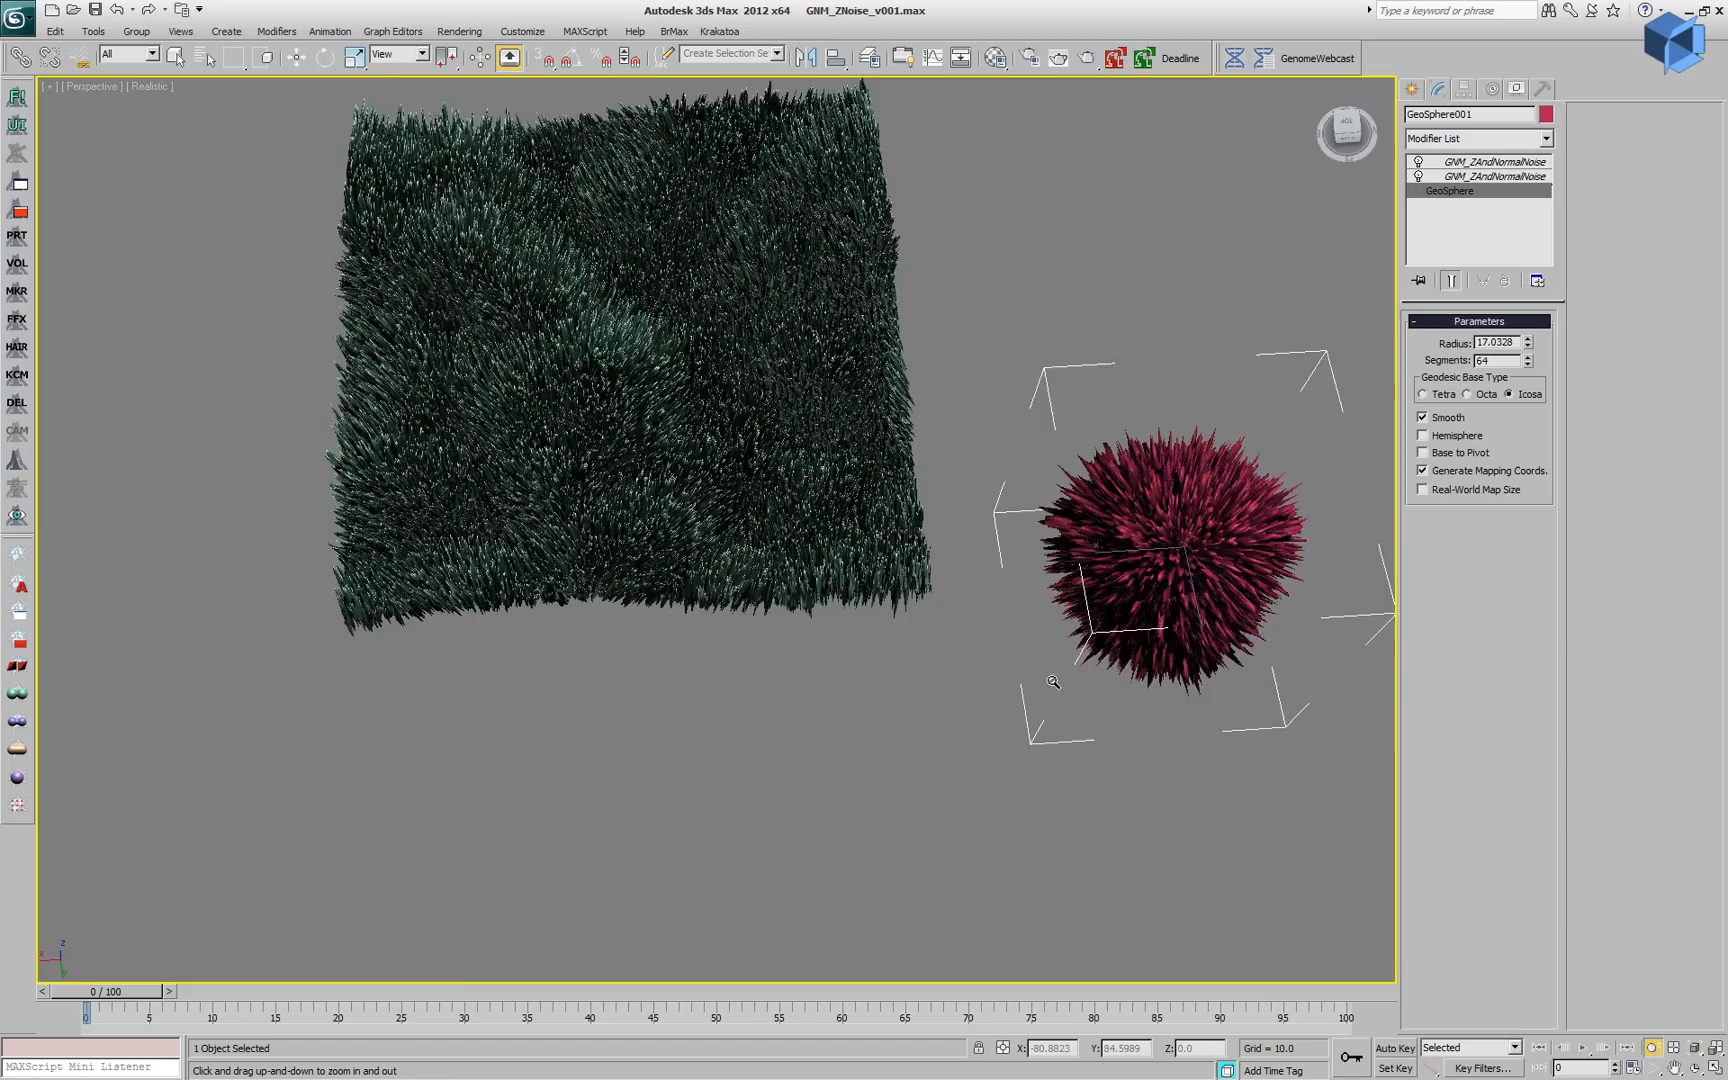 Autodesk 3ds Max 2012 x64 GNM_ZNoise_v001.max
Type a keyword or phrase
Edit Tools Group Views Create Modifiers Animation Graph Editors Rendering Customize MAXScript Help BrMax Krakatoa
All View Create Selection Se Deadline GenomeWebcast
[ + ] [ Perspective ] [ Realistic ]
F!
UI
PRT
VOL
MKR
FFX
HAIR
KCM
DEL
CAM
TOP
GeoSphere001
Modifier List
GNM_ZAndNormalNoise
GNM_ZAndNormalNoise
GeoSphere
- Parameters
Radius: 17.0328
Segments: 64
Geodesic Base Type
Tetra Octa Icosa
Smooth
Hemisphere
Base to Pivot
Generate Mapping Coords.
Real-World Map Size
x
z
x
y
< 0 / 100 >
0 5 10 15 20 25 30 35 40 45 50 55 60 65 70 75 80 85 90 95 100
1 Object Selected X: -80.8823 Y: 84.5989 Z: 0.0 Grid = 10.0 Auto Key Selected
MAXScript Mini Listener Click and drag up-and-down to zoom in and out Add Time Tag Set Key Key Filters... 0